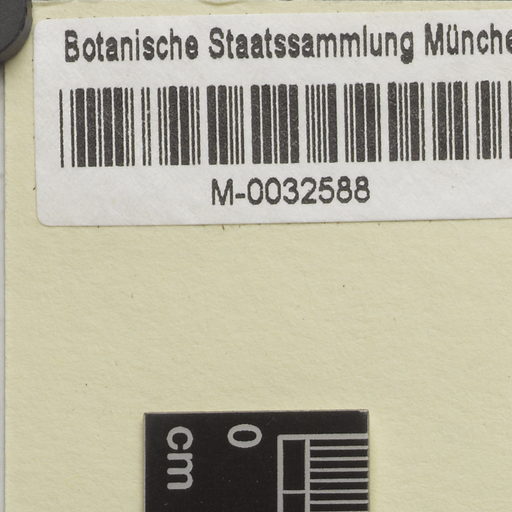 Botanische Staatssammlung Münche
M-0032588
0
cm